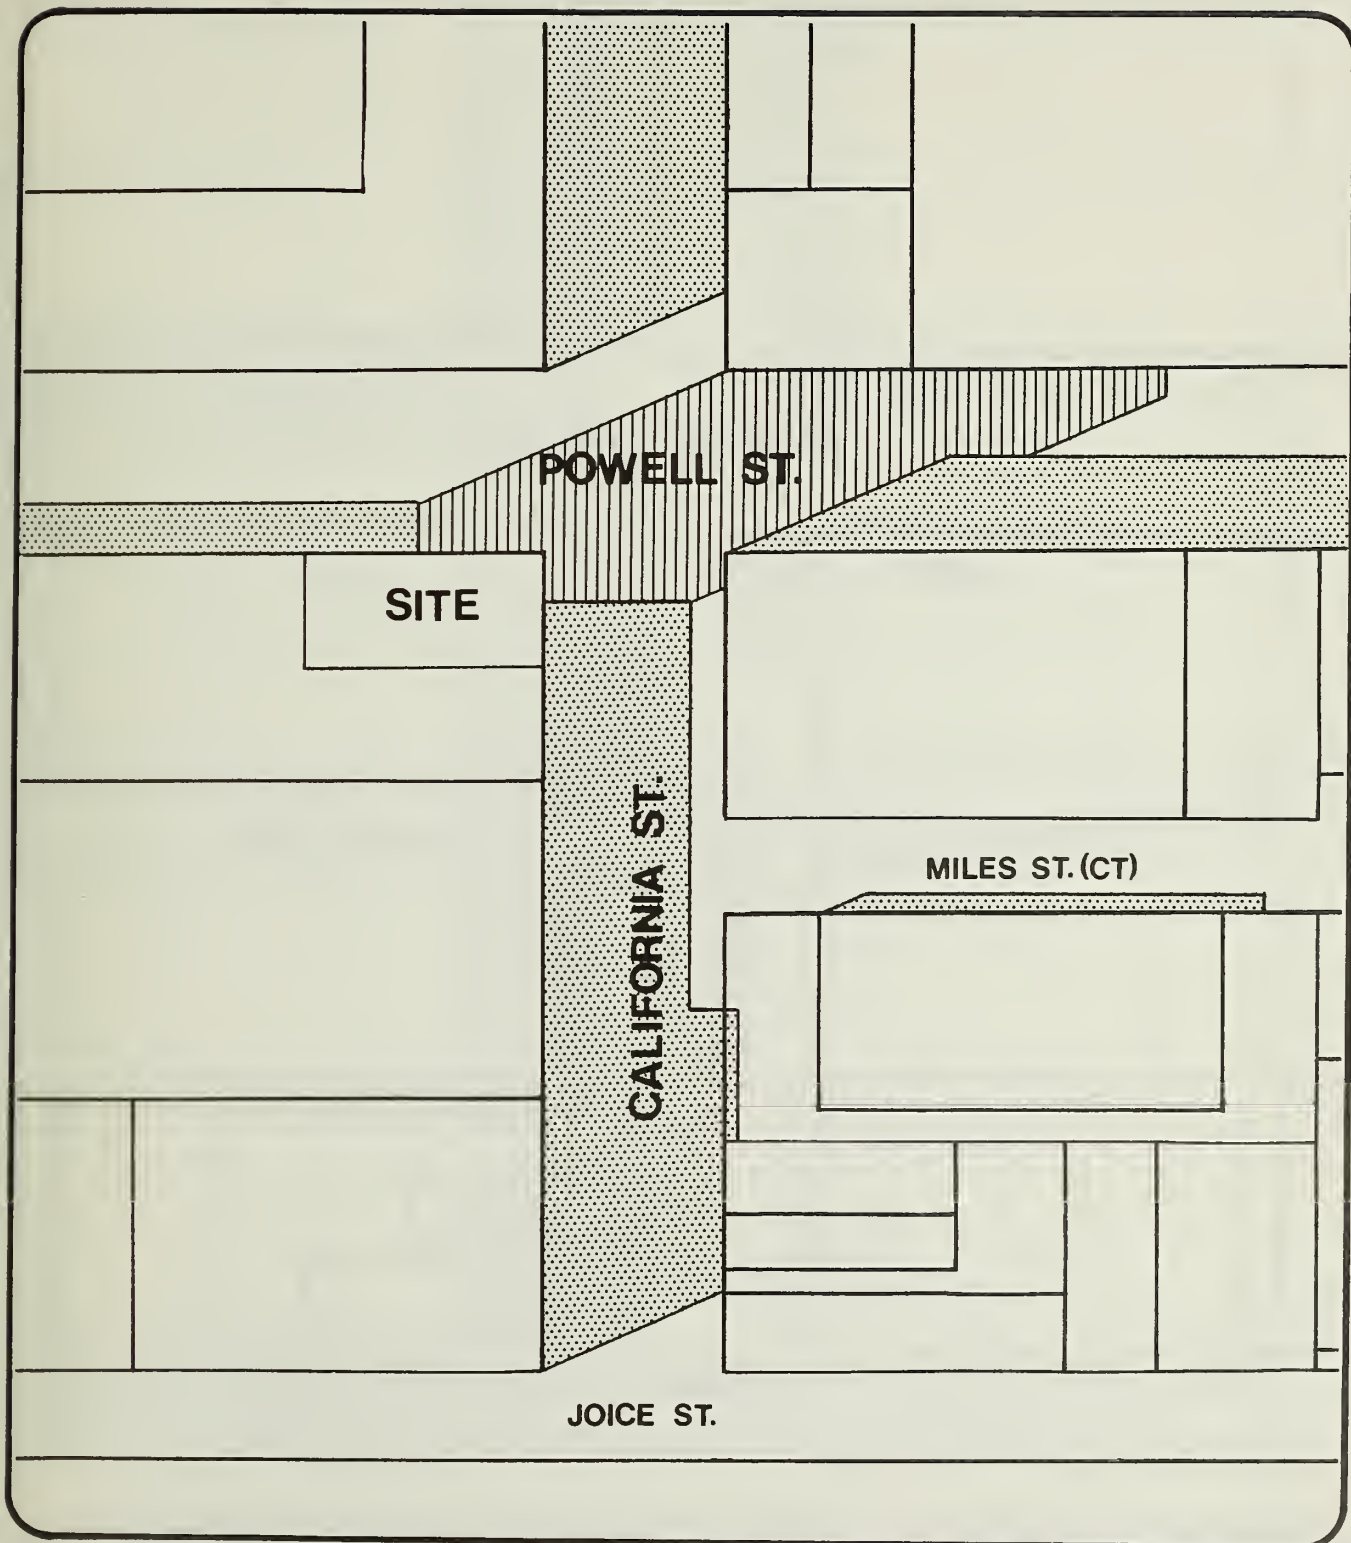 POWELL ST.
SITE
CALIFORNIA ST.
MILES ST. (CT)
JOICE ST.